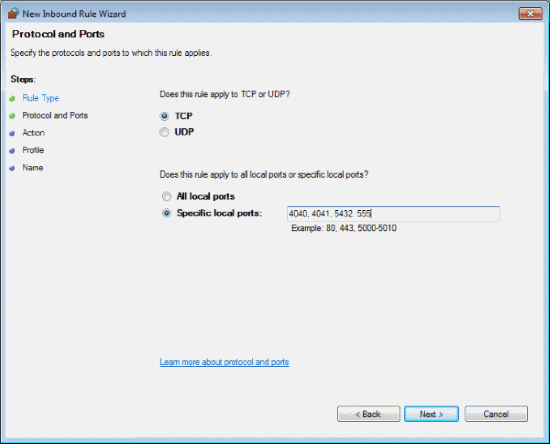 New Inbound Rule Wizard
Protocol and Ports
Specify the protocols and ports to which this rule applies.
Steps:
Rule Type
Protocol and Ports
Action
Profile
Name
Does this rule apply to TCP or UDP?
TCP
UDP
Does this rule apply to all local ports or specific local ports?
All local ports
Specific local ports:
4040, 4041. 5432. 555
Example: 80, 443, 5000-5010
Learn more about protocol and ports
< Back
Next >
Cancel